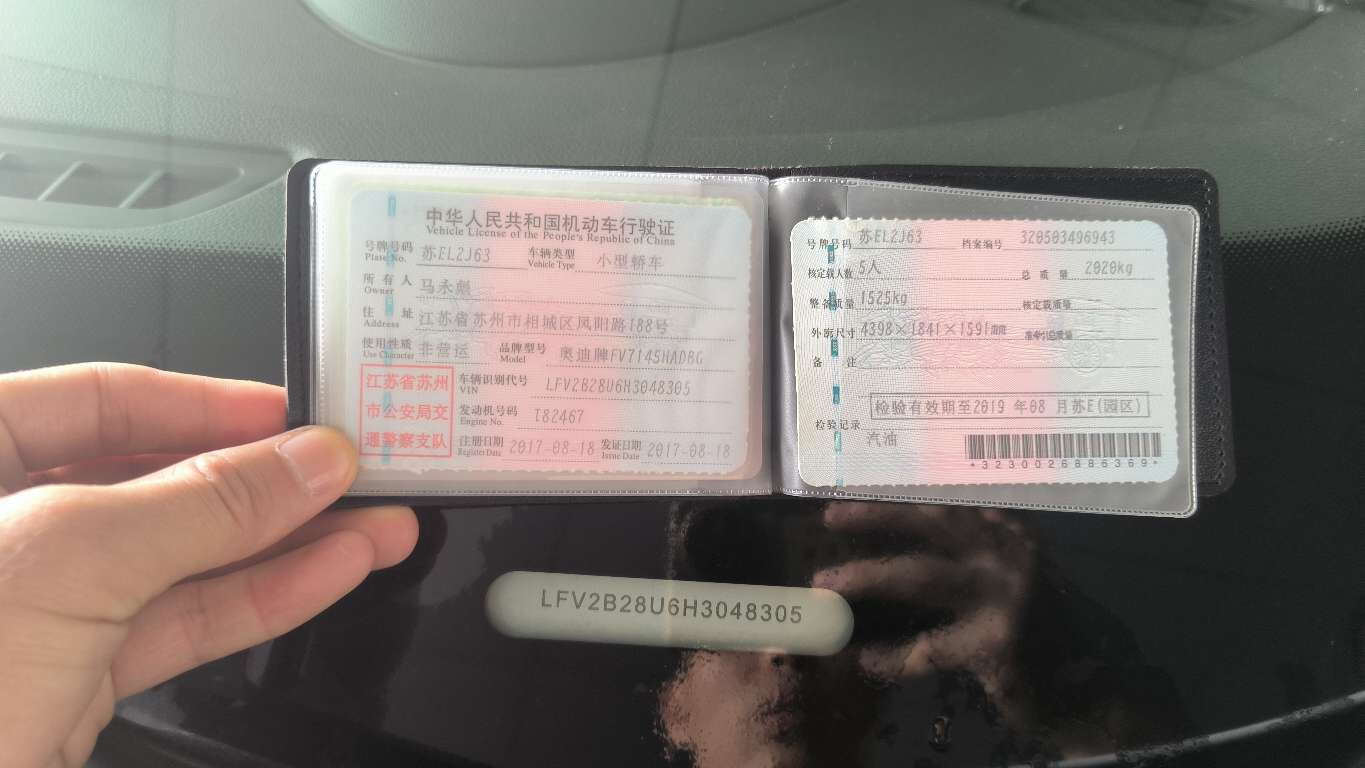 中华人民共和国机动车行驶证
Vehicle License of the People's Republic of China
号牌号码 苏EL2J63 车辆类型 小型轿车
Plate No. Vehicle Type
所有人 马永彪
Owner
住址 江苏省苏州市相城区凤阳路188号
Address
使用性质 非营运 品牌型号 奥迪牌FV7145HADBG
Use Character Model
江苏省苏州
市公安局交
通警察支队
车辆识别代号 LFV2B28U6H3048305
VIN
发动机号码 T82467
Engine No.
注册日期 2017-08-18 发证日期 2017-08-18
Register Date Issue Date
号牌号码 苏EL2J63 档案编号 320503496943
核定载人数 5人 总质量 2020kg
整备质量 1525kg 核定载质量
外廓尺寸 4398×1841×1591 准牵引总质量
备注
检验有效期至2019年08月苏E(园区)
检验记录
汽油
*3230026886369*
LFV2B28U6H3048305